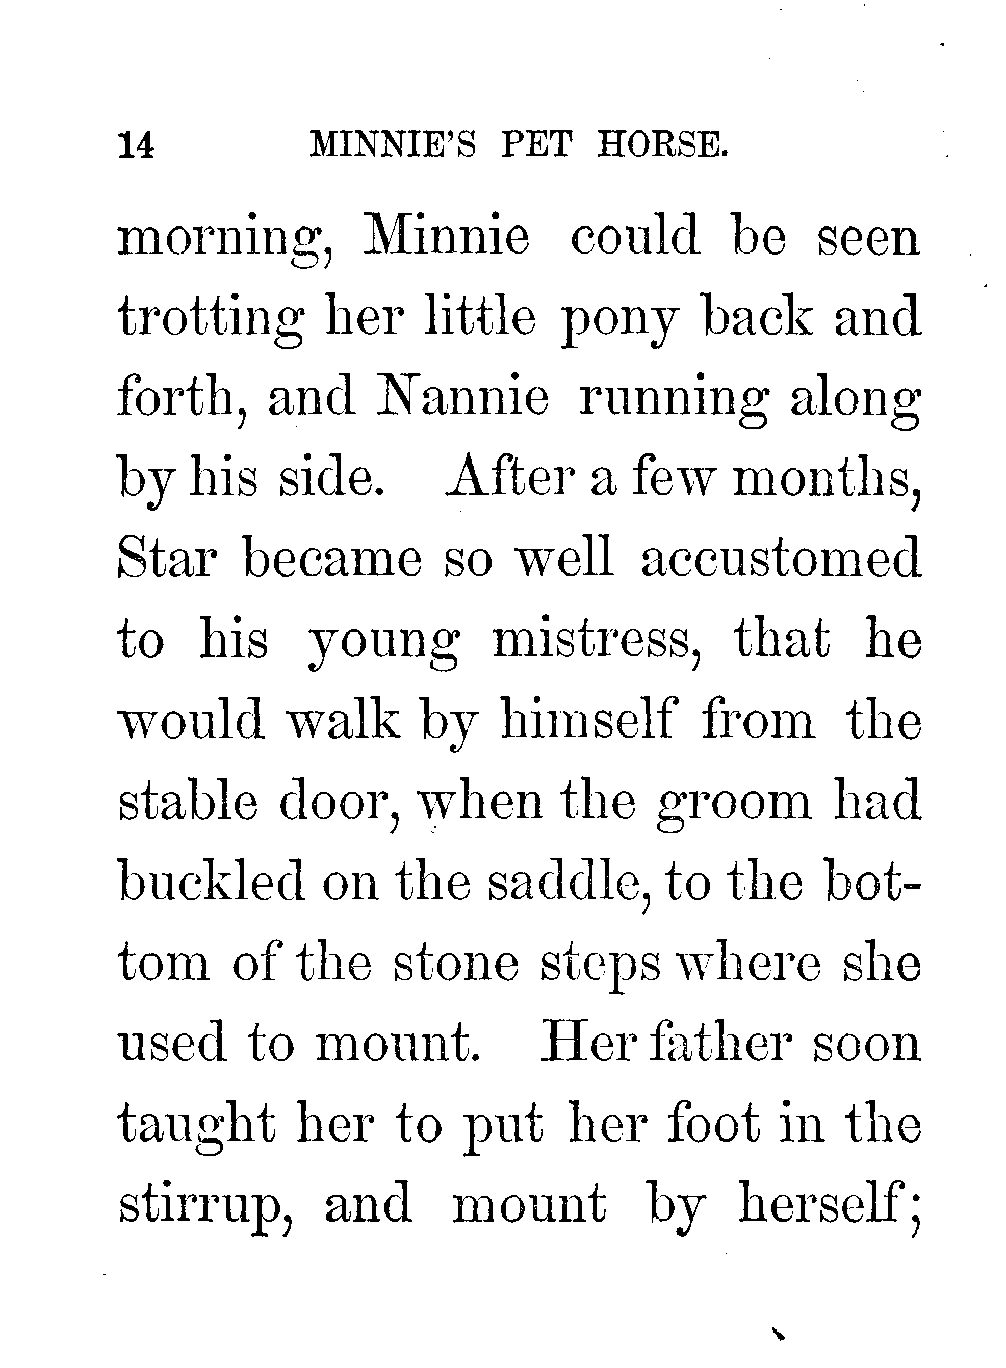 14 MINNIE'S PET HORSE.
morning, Minnie could be seen
trotting her little pony back and
forth, and Nannie running along
by his side. After a few months,
Star became so well accustomed
to his young mistress, that he
would walk by himself from the
stable door, when the groom had
buckled on the saddle, to the bot-
tom of the stone steps where she
used to mount. Her father soon
taught her to put her foot in the
stirrup, and mount by herself;